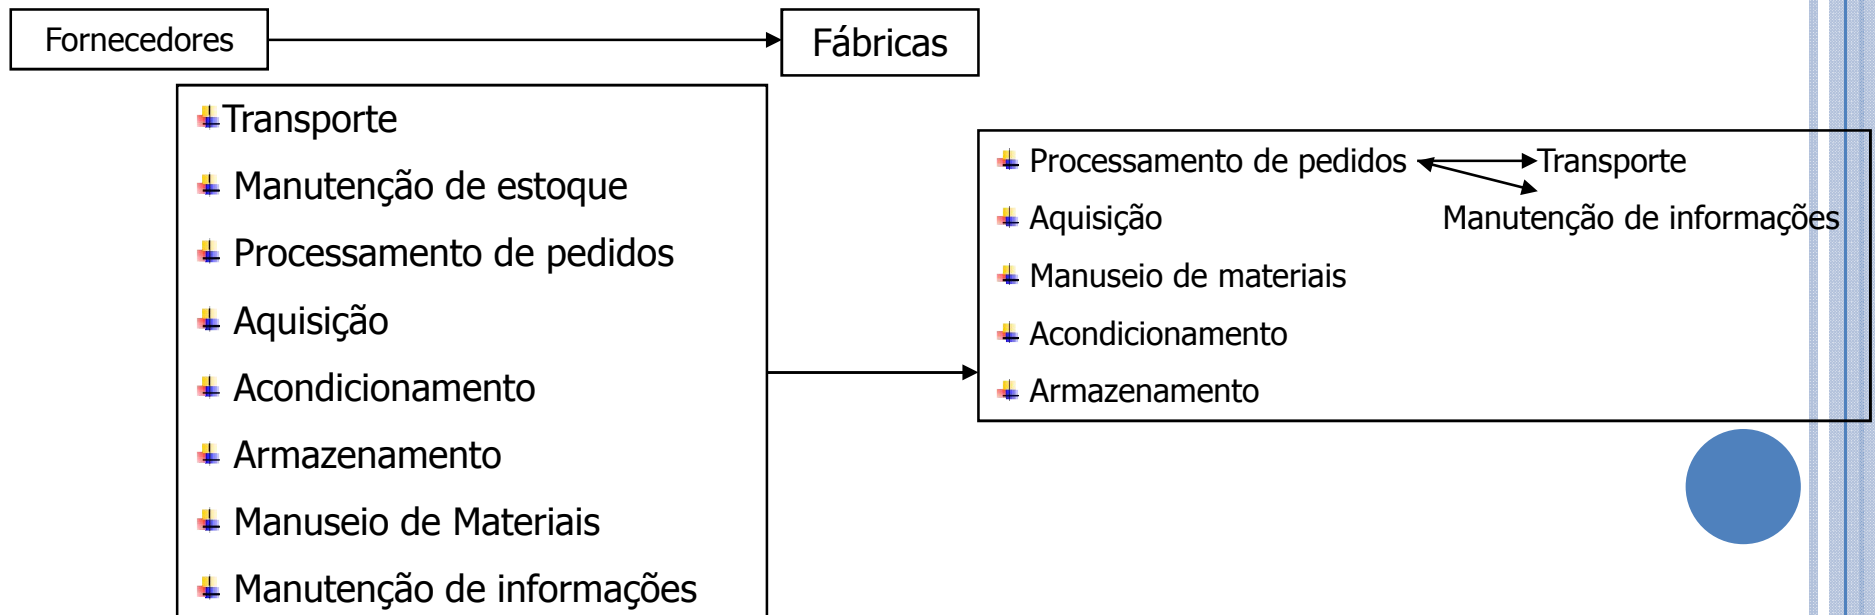 Fornecedores
Fábricas
Transporte
Manutenção de estoque
Processamento de pedidos
Aquisição
Acondicionamento
Armazenamento
Manuseio de Materiais
Manutenção de informações
Processamento de pedidos Transporte
Aquisição Manutenção de informações
Manuseio de materiais
Acondicionamento
Armazenamento